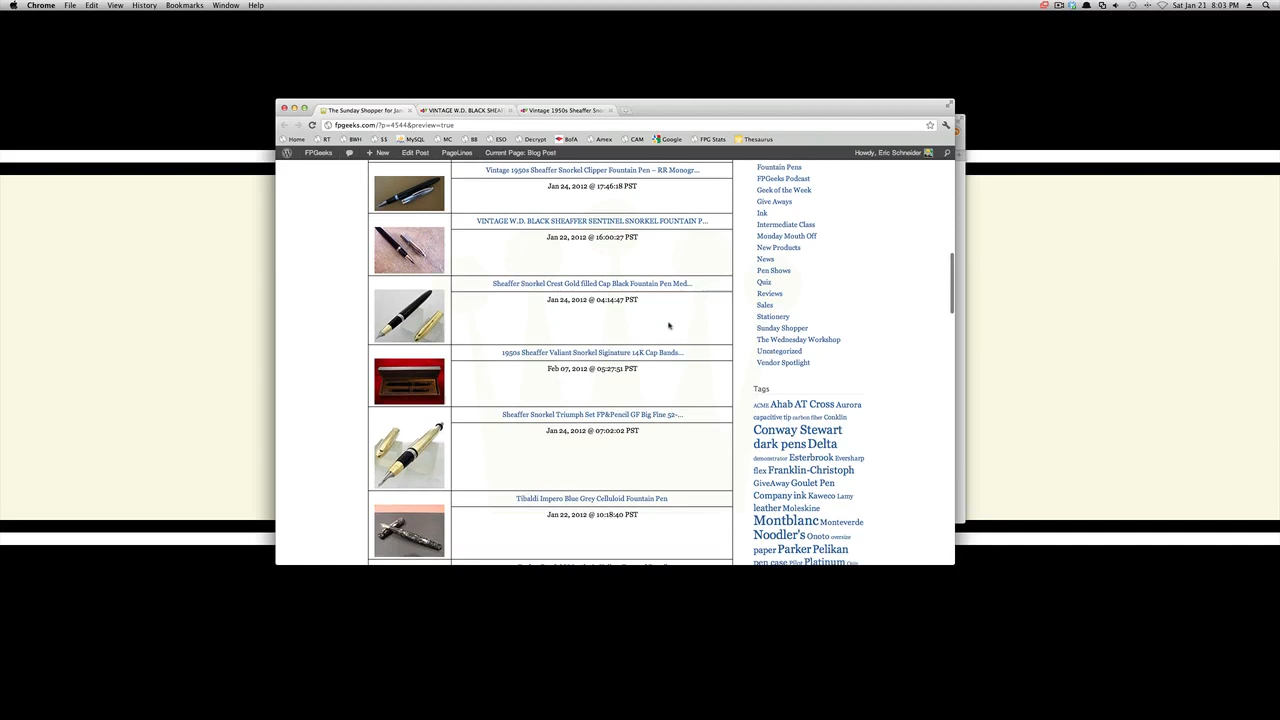 Chrome File Edit View History Bookmarks Window Help
Sat Jan 21 8:03 PM
The Sunday Shopper for Jan
VINTAGE W.D. BLACK SHEAF
Vintage 1950s Sheaffer Sno
fpgeeks.com/?p=4544&preview=true
Home RT BWH $$ MySQL MC BB ESO Decrypt BofA Amex CAM Google FPG Stats Thesaurus
FPGeeks + New Edit Post PageLines Current Page: Blog Post
Howdy, Eric Schneider
Vintage 1950s Sheaffer Snorkel Clipper Fountain Pen – RR Monogr...
Jan 24, 2012 @ 17:46:18 PST
VINTAGE W.D. BLACK SHEAFFER SENTINEL SNORKEL FOUNTAIN P...
Jan 22, 2012 @ 16:00:27 PST
Sheaffer Snorkel Crest Gold filled Cap Black Fountain Pen Med...
Jan 24, 2012 @ 04:14:47 PST
1950s Sheaffer Valiant Snorkel Siginature 14K Cap Bands...
Feb 07, 2012 @ 05:27:51 PST
Sheaffer Snorkel Triumph Set FP&Pencil GF Big Fine 52-...
Jan 24, 2012 @ 07:02:02 PST
Tibaldi Impero Blue Grey Celluloid Fountain Pen
Jan 22, 2012 @ 10:18:40 PST
Fountain Pens
FPGeeks Podcast
Geek of the Week
Give Aways
Ink
Intermediate Class
Monday Mouth Off
New Products
News
Pen Shows
Quiz
Reviews
Sales
Stationery
Sunday Shopper
The Wednesday Workshop
Uncategorized
Vendor Spotlight
Tags
ACME Ahab AT Cross Aurora
capacitive tip carbon fiber Conklin
Conway Stewart
dark pens Delta
demonstrator Esterbrook Eversharp
flex Franklin-Christoph
GiveAway Goulet Pen
Company ink Kaweco Lamy
leather Moleskine
Montblanc Monteverde
Noodler's Onoto oversize
paper Parker Pelikan
pen case Pilot Platinum